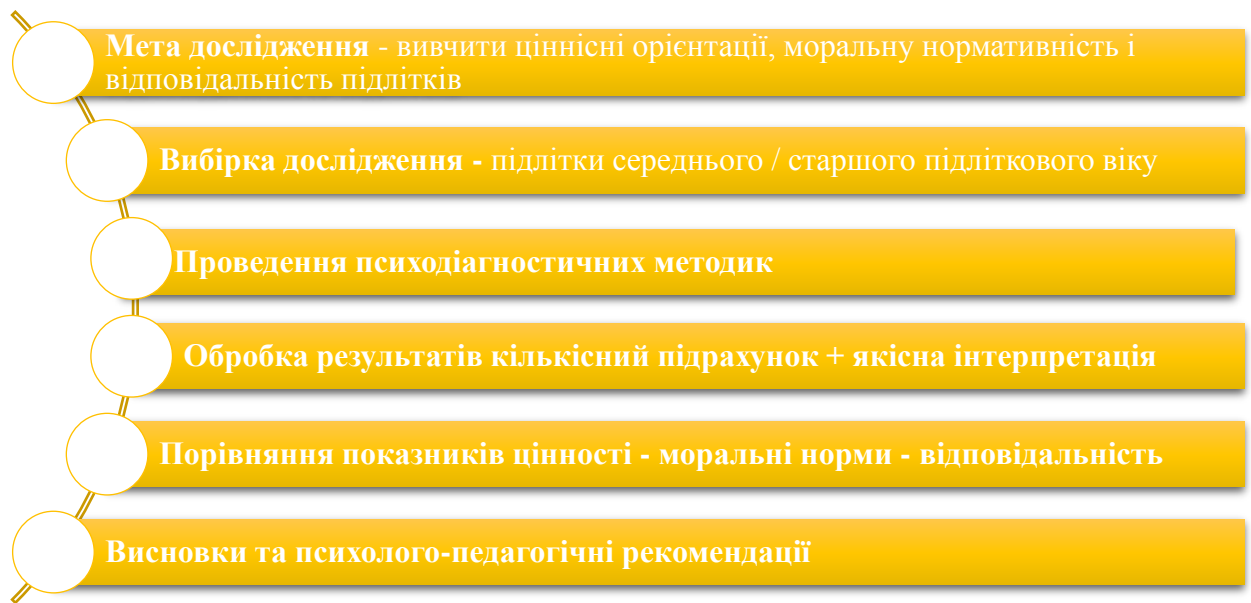 Мета дослідження - вивчити ціннісні орієнтації, моральну нормативність і
відповідальність підлітків
Вибірка дослідження - підлітки середнього / старшого підліткового віку
Проведення психодіагностичних методик
Обробка результатів кількісний підрахунок + якісна інтерпретація
Порівняння показників цінності - моральні норми - відповідальність
Висновки та психолого-педагогічні рекомендації